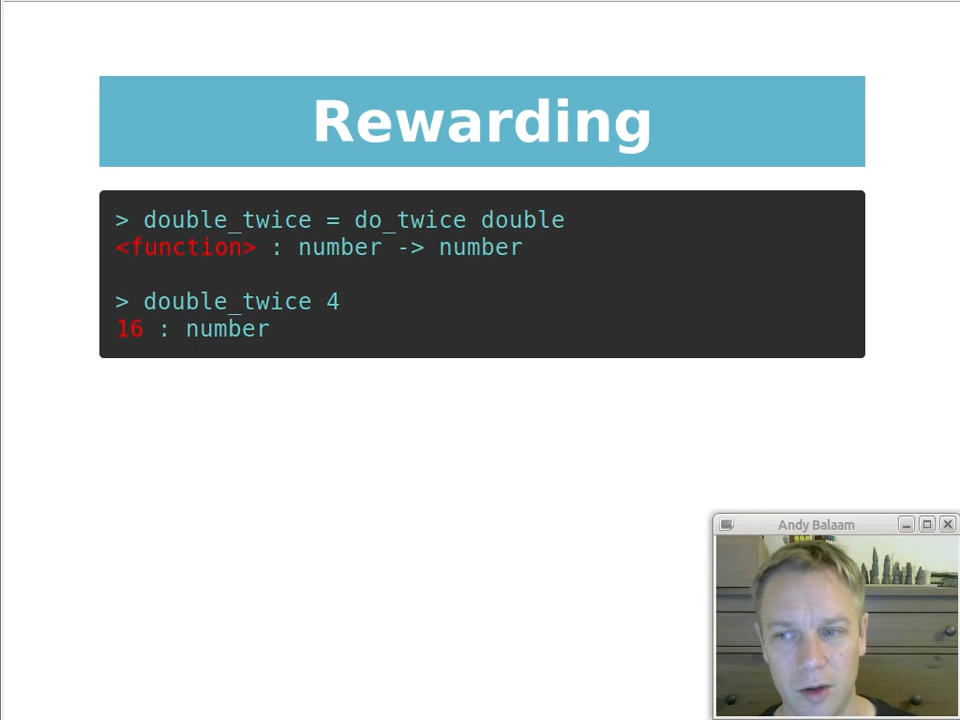 Rewarding
> double_twice = do_twice double
<function> : number -> number
> double_twice 4
16 : number
Andy Balaam